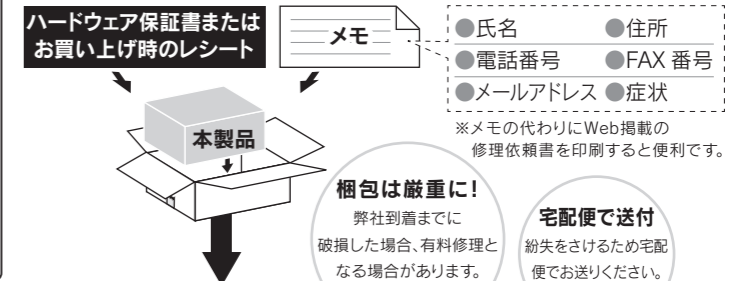 ハードウェア保証書または
お買い上げ時のレシート
メモ
●氏名 ●住所
●電話番号 ●FAX 番号
●メールアドレス ●症状
※メモの代わりにWeb掲載の
修理依頼書を印刷すると便利です。
本製品
梱包は厳重に!
弊社到着までに
破損した場合、有料修理と
なる場合があります。
宅配便で送付
紛失をさけるため宅配
便でお送りください。